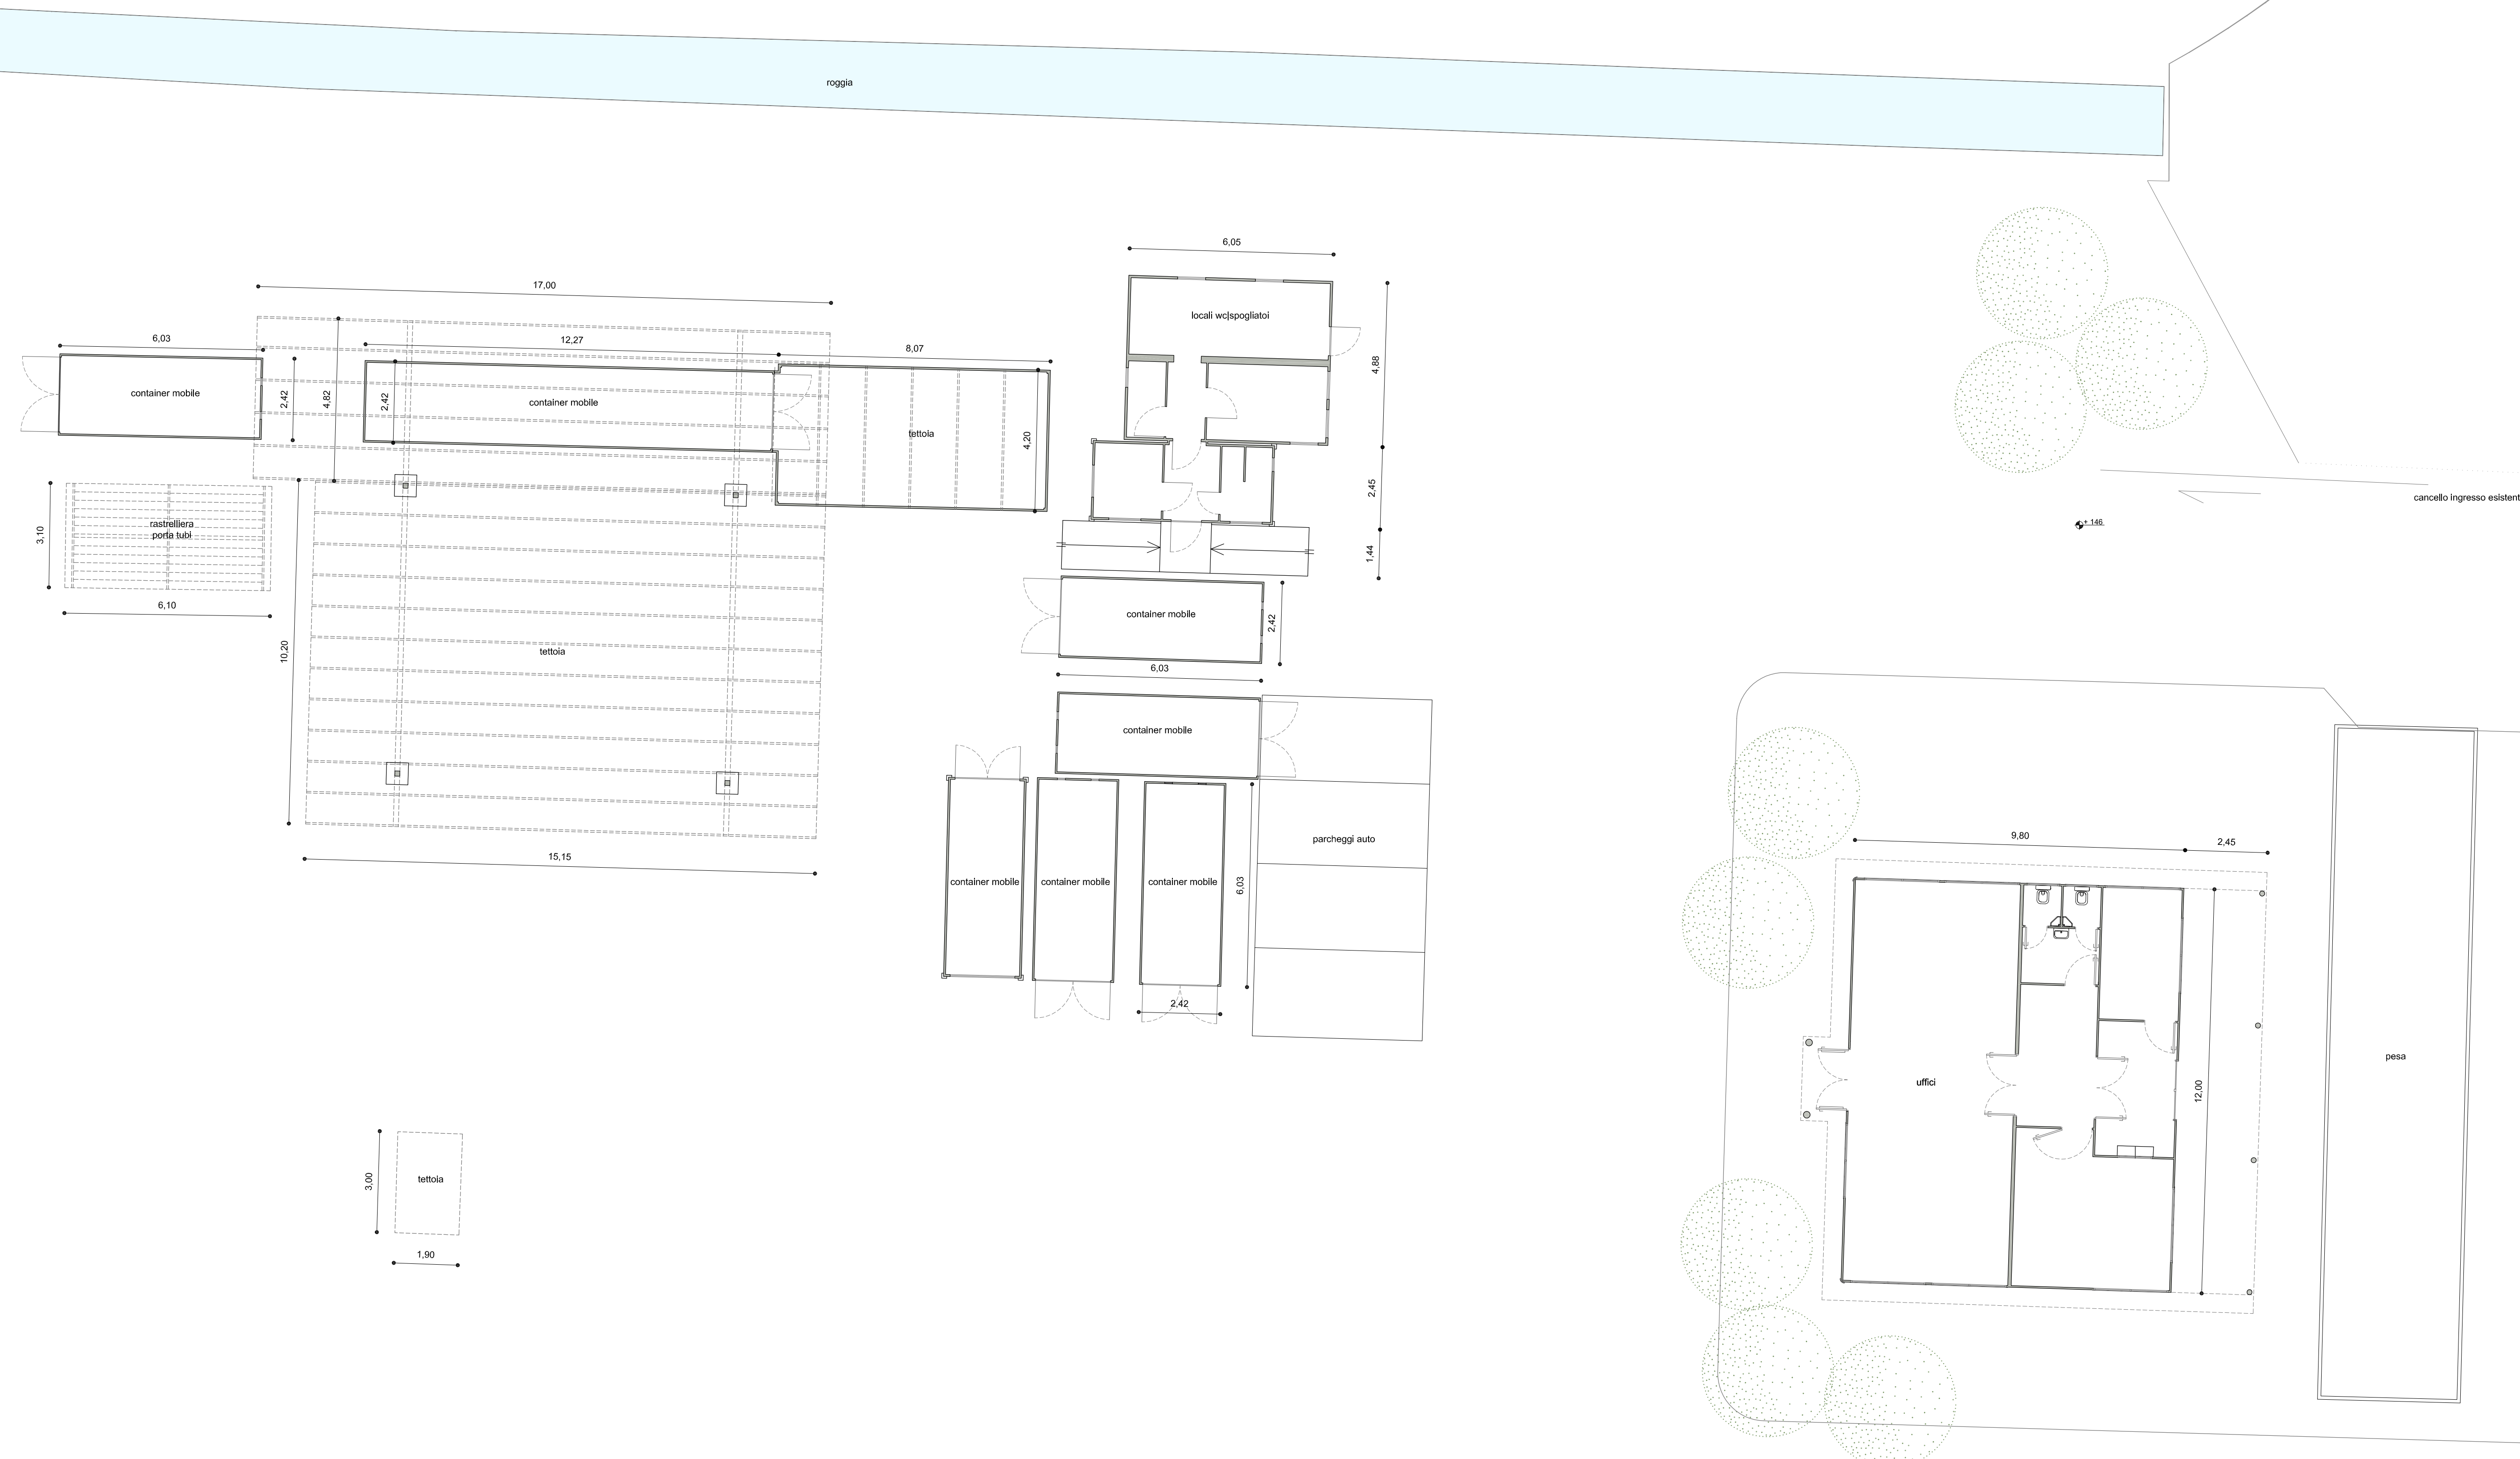 roggia
6,05
17,00
locali wc|spogliatoi
6,03
12,27
8,07
4,88
container mobile
2,42
4,82
2,42
container mobile
tettoia
4,20
2,45
cancello ingresso esistent
+ 146
3,10
rastrelliera
porta tubi
1,44
6,10
container mobile
2,42
10,20
tettoia
6,03
container mobile
parcheggi auto
9,80
2,45
15,15
container mobile
container mobile
container mobile
6,03
2,42
pesa
uffici
12,00
3,00
tettoia
1,90